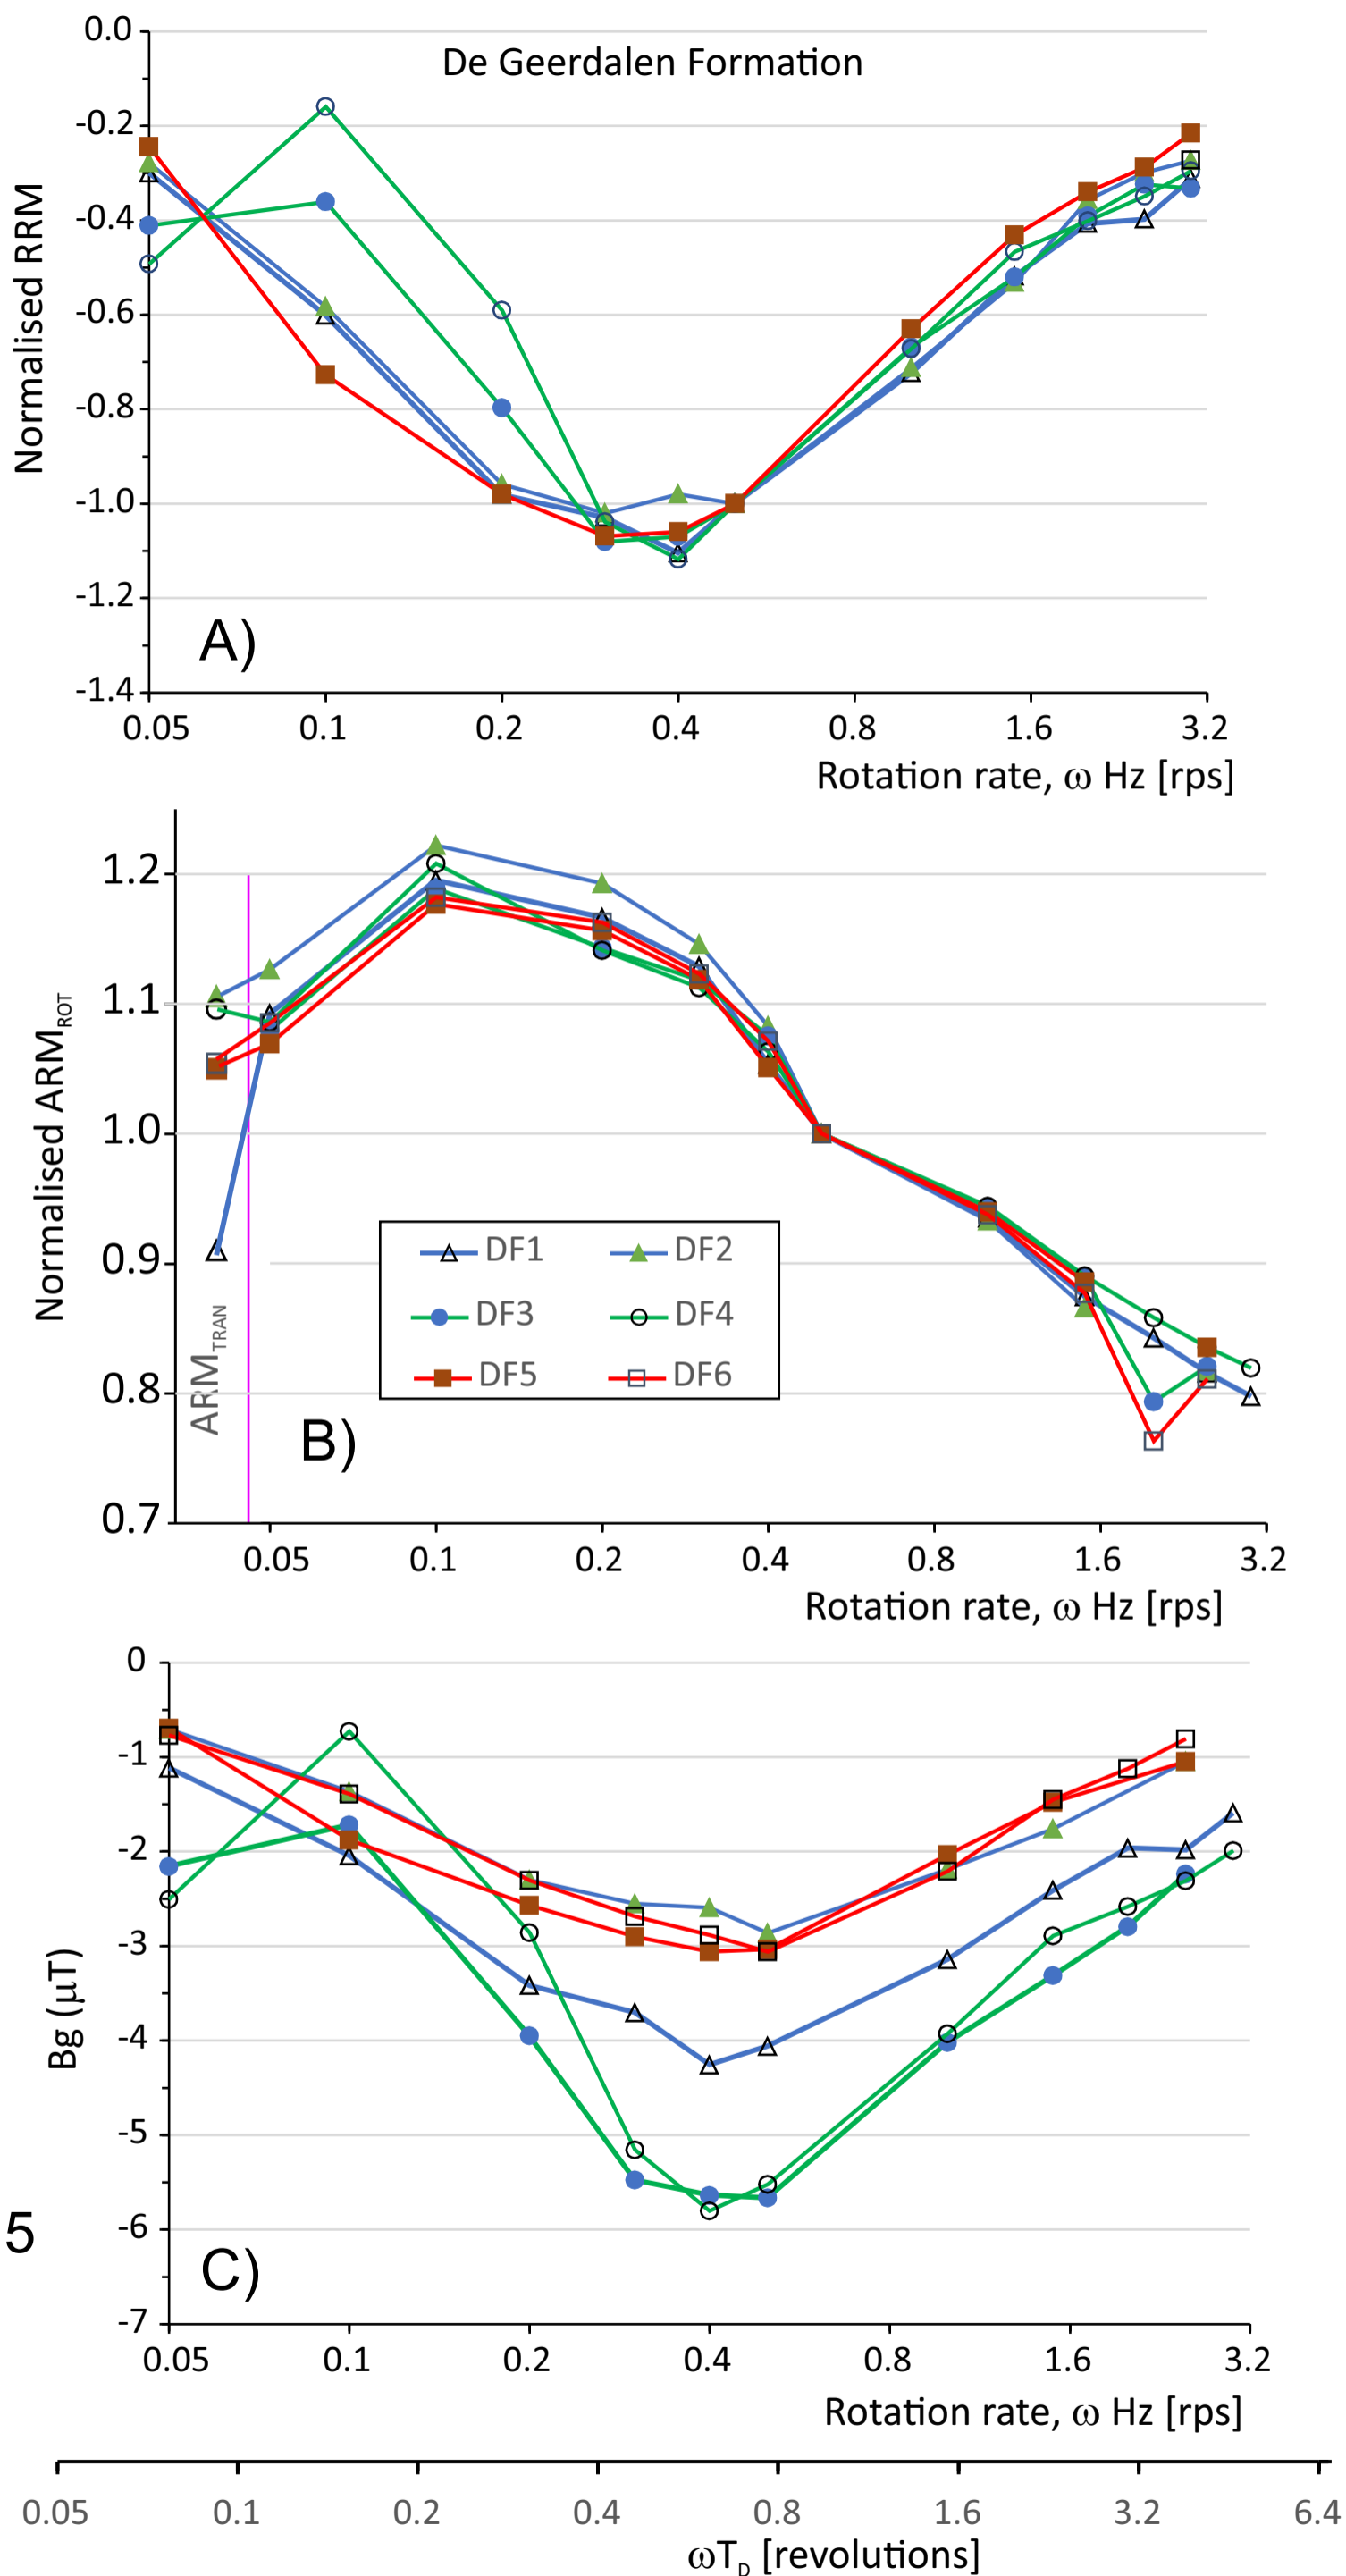 De Geerdalen Formation
0.0
-0.2
-0.4
-0.6
-0.8
-1.0
-1.2
-1.4
Normalised RRM
A)
0.05 0.1 0.2 0.4 0.8 1.6 3.2
Rotation rate, ω Hz [rps]
1.2
1.1
1.0
0.9
0.8
0.7
Normalised ARM_ROT
ARM_TRAN
DF1 DF2
DF3 DF4
DF5 DF6
B)
0.05 0.1 0.2 0.4 0.8 1.6 3.2
Rotation rate, ω Hz [rps]
0
-1
-2
-3
-4
-5
-6
-7
Bg (μT)
5
C)
0.05 0.1 0.2 0.4 0.8 1.6 3.2
Rotation rate, ω Hz [rps]
0.05 0.1 0.2 0.4 0.8 1.6 3.2 6.4
ωT_D [revolutions]